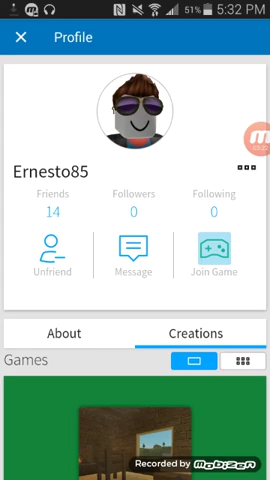 51% 5:32 PM
Profile
Ernesto85
Friends Followers Following
14 0 0
Unfriend Message Join Game
About Creations
Games
Recorded by MOBIZEN